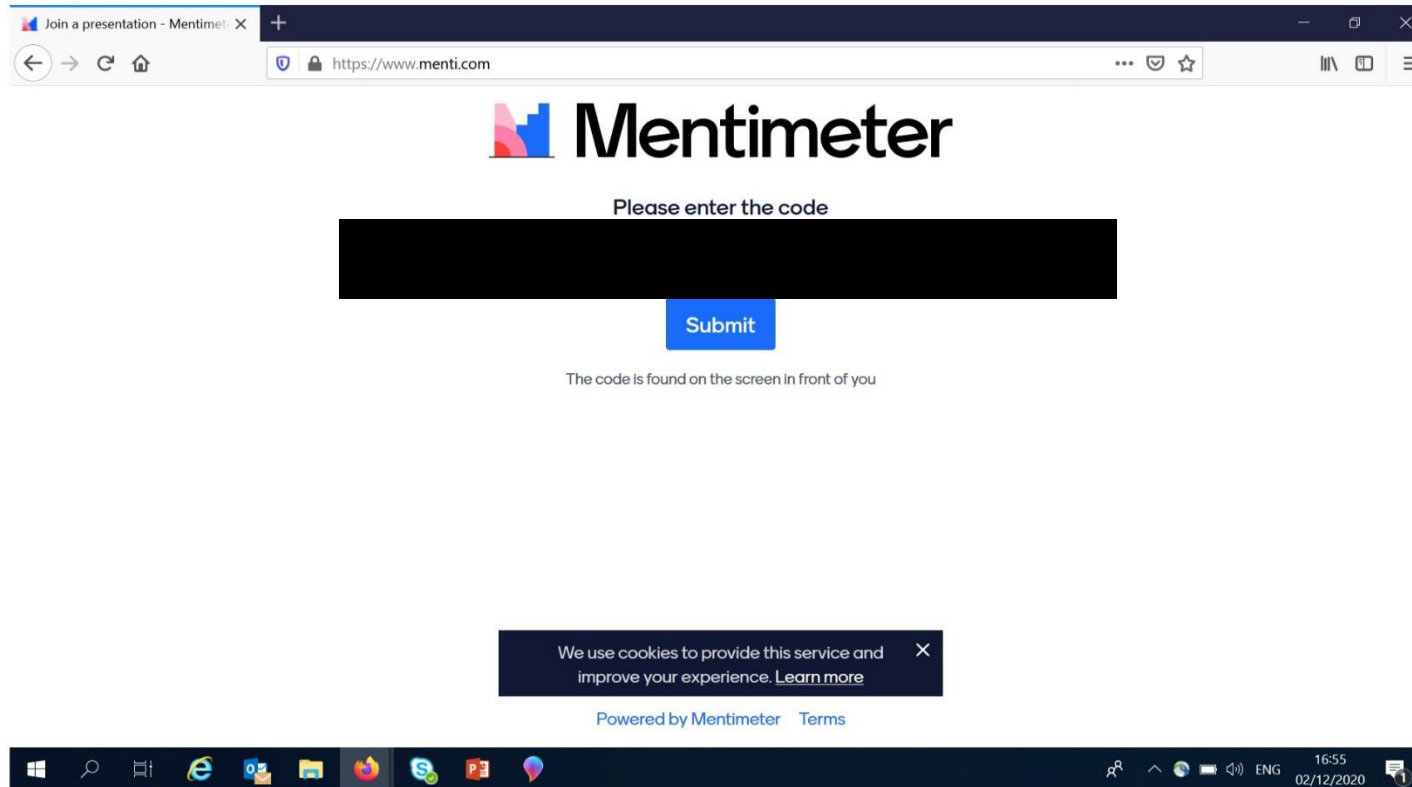 Join a presentation - Mentimet
https://www.menti.com
Mentimeter
Please enter the code
Submit
The code is found on the screen in front of you
We use cookies to provide this service and
improve your experience. Learn more
Powered by Mentimeter Terms
ENG
16:55
02/12/2020
1